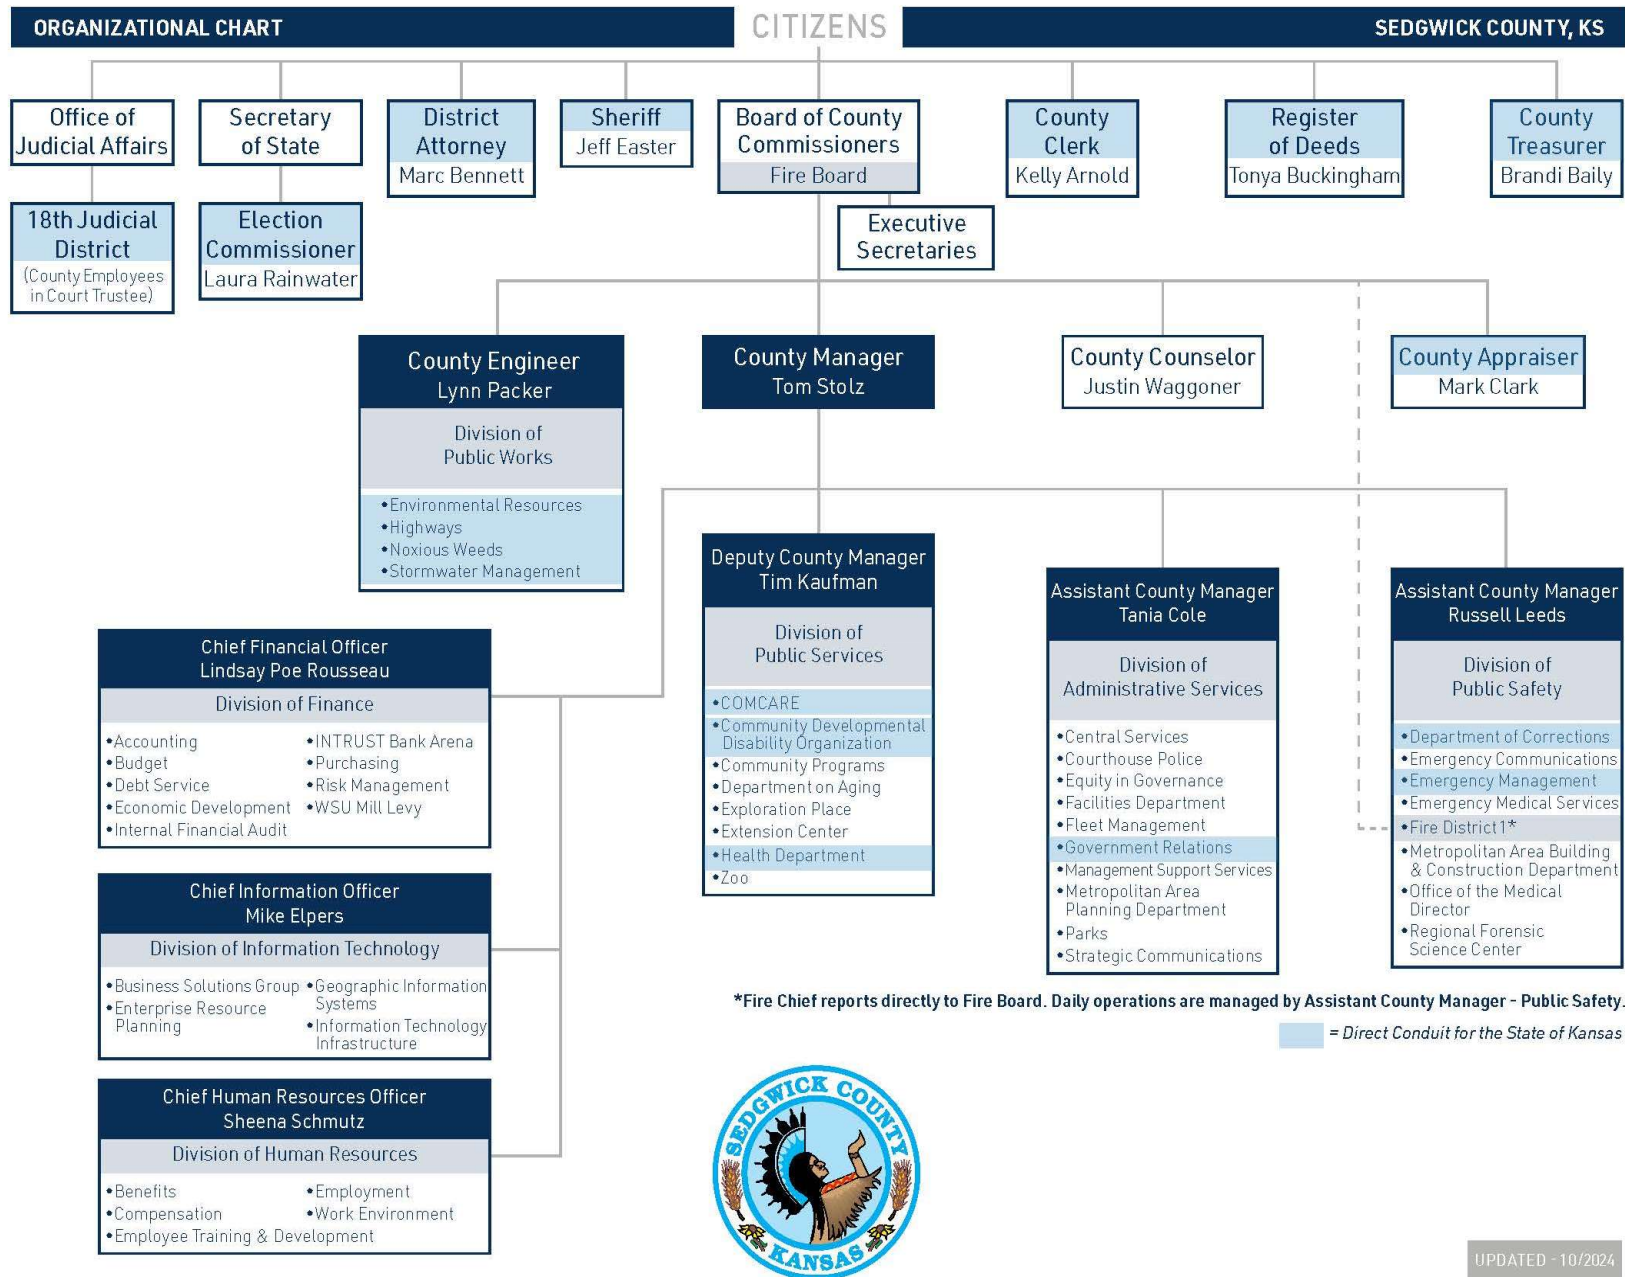 ORGANIZATIONAL CHART
CITIZENS
SEDGWICK COUNTY, KS
Office of
Judicial Affairs
Secretary
of State
District
Attorney
Marc Bennett
Sheriff
Jeff Easter
Board of County
Commissioners
Fire Board
County
Clerk
Kelly Arnold
Register
of Deeds
Tonya Buckingham
County
Treasurer
Brandi Baily
18th Judicial
District
(County Employees
in Court Trustee)
Election
Commissioner
Laura Rainwater
Executive
Secretaries
County Engineer
Lynn Packer
Division of
Public Works
•Environmental Resources
•Highways
•Noxious Weeds
•Stormwater Management
County Manager
Tom Stolz
County Counselor
Justin Waggoner
County Appraiser
Mark Clark
Chief Financial Officer
Lindsay Poe Rousseau
Division of Finance
•Accounting
•Budget
•Debt Service
•Economic Development
•Internal Financial Audit
•INTRUST Bank Arena
•Purchasing
•Risk Management
•WSU Mill Levy
Chief Information Officer
Mike Elpers
Division of Information Technology
•Business Solutions Group
•Enterprise Resource
Planning
•Geographic Information
Systems
•Information Technology
Infrastructure
Chief Human Resources Officer
Sheena Schmutz
Division of Human Resources
•Benefits
•Compensation
•Employee Training & Development
•Employment
•Work Environment
Deputy County Manager
Tim Kaufman
Division of
Public Services
•COMCARE
•Community Developmental
Disability Organization
•Community Programs
•Department on Aging
•Exploration Place
•Extension Center
•Health Department
•Zoo
Assistant County Manager
Tania Cole
Division of
Administrative Services
•Central Services
•Courthouse Police
•Equity in Governance
•Facilities Department
•Fleet Management
•Government Relations
•Management Support Services
•Metropolitan Area
Planning Department
•Parks
•Strategic Communications
Assistant County Manager
Russell Leeds
Division of
Public Safety
•Department of Corrections
•Emergency Communications
•Emergency Management
•Emergency Medical Services
•Fire District 1*
•Metropolitan Area Building
& Construction Department
•Office of the Medical
Director
•Regional Forensic
Science Center
*Fire Chief reports directly to Fire Board. Daily operations are managed by Assistant County Manager - Public Safety.
= Direct Conduit for the State of Kansas
SEDGWICK COUNTY
KANSAS
UPDATED - 10/2024